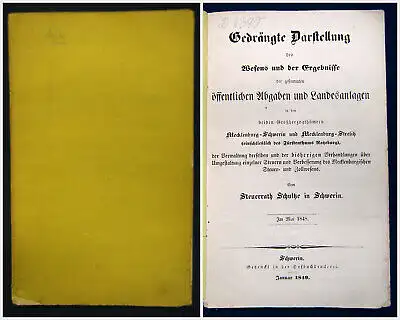 Gedrängte Darstellung
des
Wesens und der Ergebnisse
der gesammten
öffentlichen Abgaben und Landesanlagen
in den
beiden Großherzogthümern
Mecklenburg-Schwerin und Mecklenburg-Strelitz
(einschließlich des Fürstenthums Ratzeburg),
der Verwaltung derselben und der bisherigen Verhandlungen über
Umgestaltung einzelner Steuern und Verbesserung des Mecklenburgischen
Steuer- und Zollwesens.
Vom
Steuerrath Schultze in Schwerin.
Im Mai 1848.
Schwerin.
Gedruckt in der Hofbuchdruckerei.
Januar 1849.